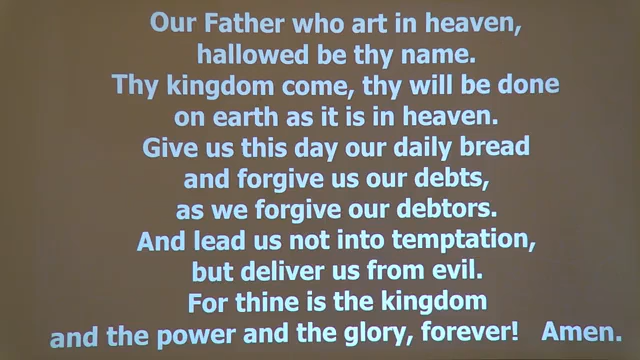 Our Father who art in heaven,
hallowed be thy name.
Thy kingdom come, thy will be done
on earth as it is in heaven.
Give us this day our daily bread
and forgive us our debts,
as we forgive our debtors.
And lead us not into temptation,
but deliver us from evil.
For thine is the kingdom
and the power and the glory, forever!   Amen.